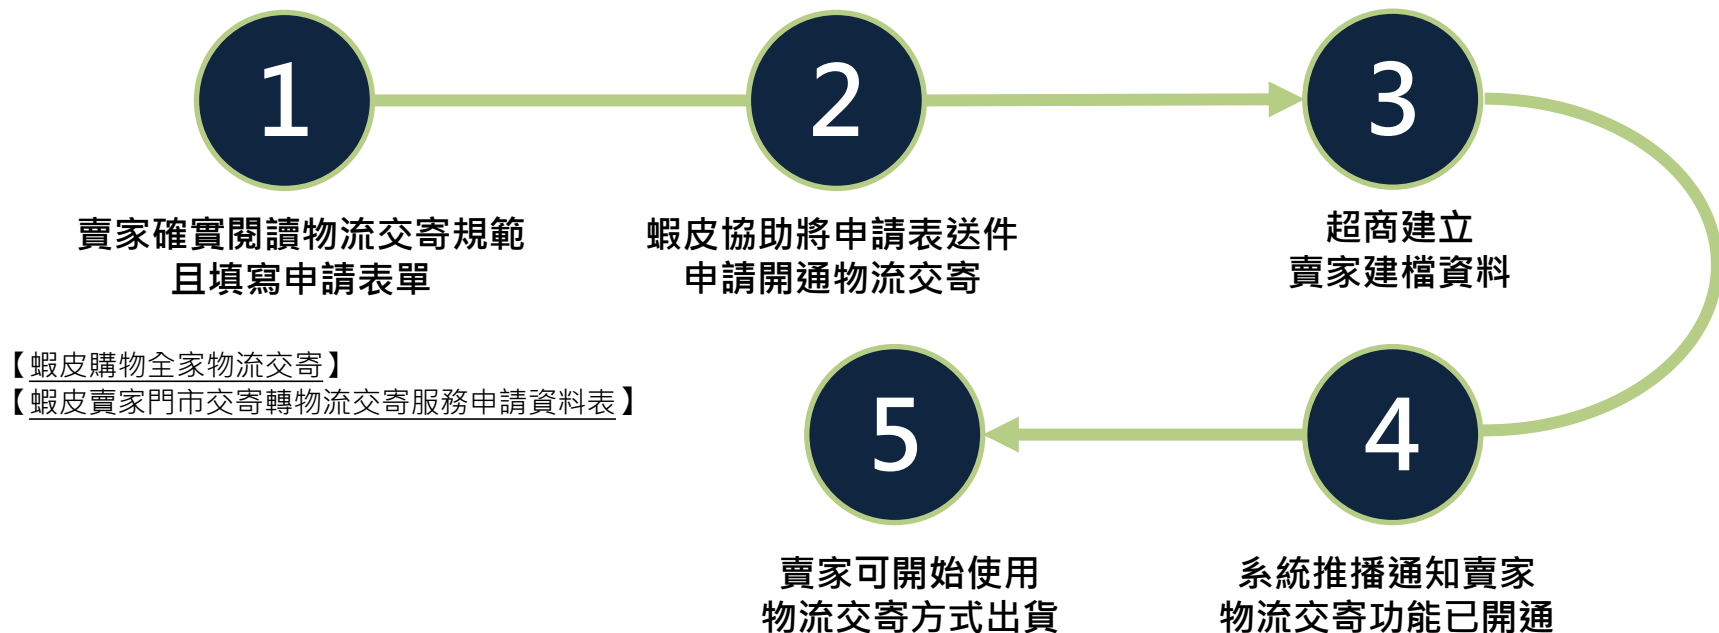 1
賣家確實閱讀物流交寄規範
且填寫申請表單
【蝦皮購物全家物流交寄】
【蝦皮賣家門市交寄轉物流交寄服務申請資料表】
2
蝦皮協助將申請表送件
申請開通物流交寄
3
超商建立
賣家建檔資料
4
系統推播通知賣家
物流交寄功能已開通
5
賣家可開始使用
物流交寄方式出貨